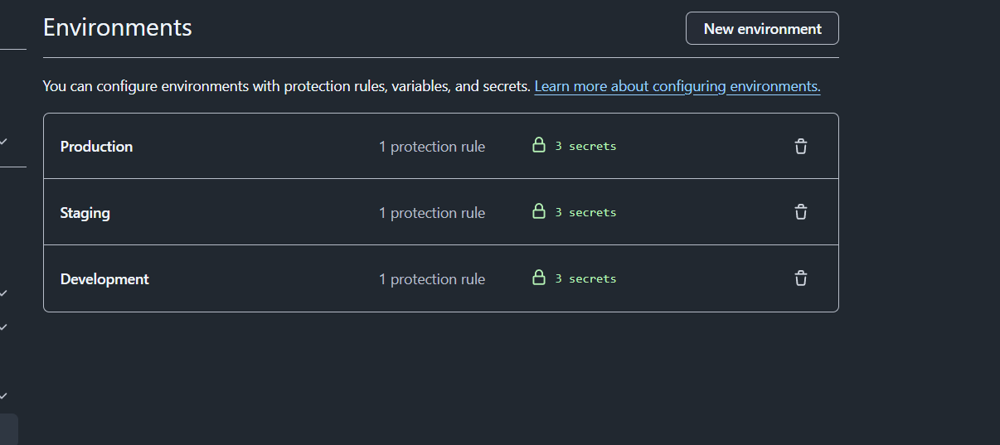 Environments
New environment
You can configure environments with protection rules, variables, and secrets. Learn more about configuring environments.
Production 1 protection rule 3 secrets
Staging 1 protection rule 3 secrets
Development 1 protection rule 3 secrets